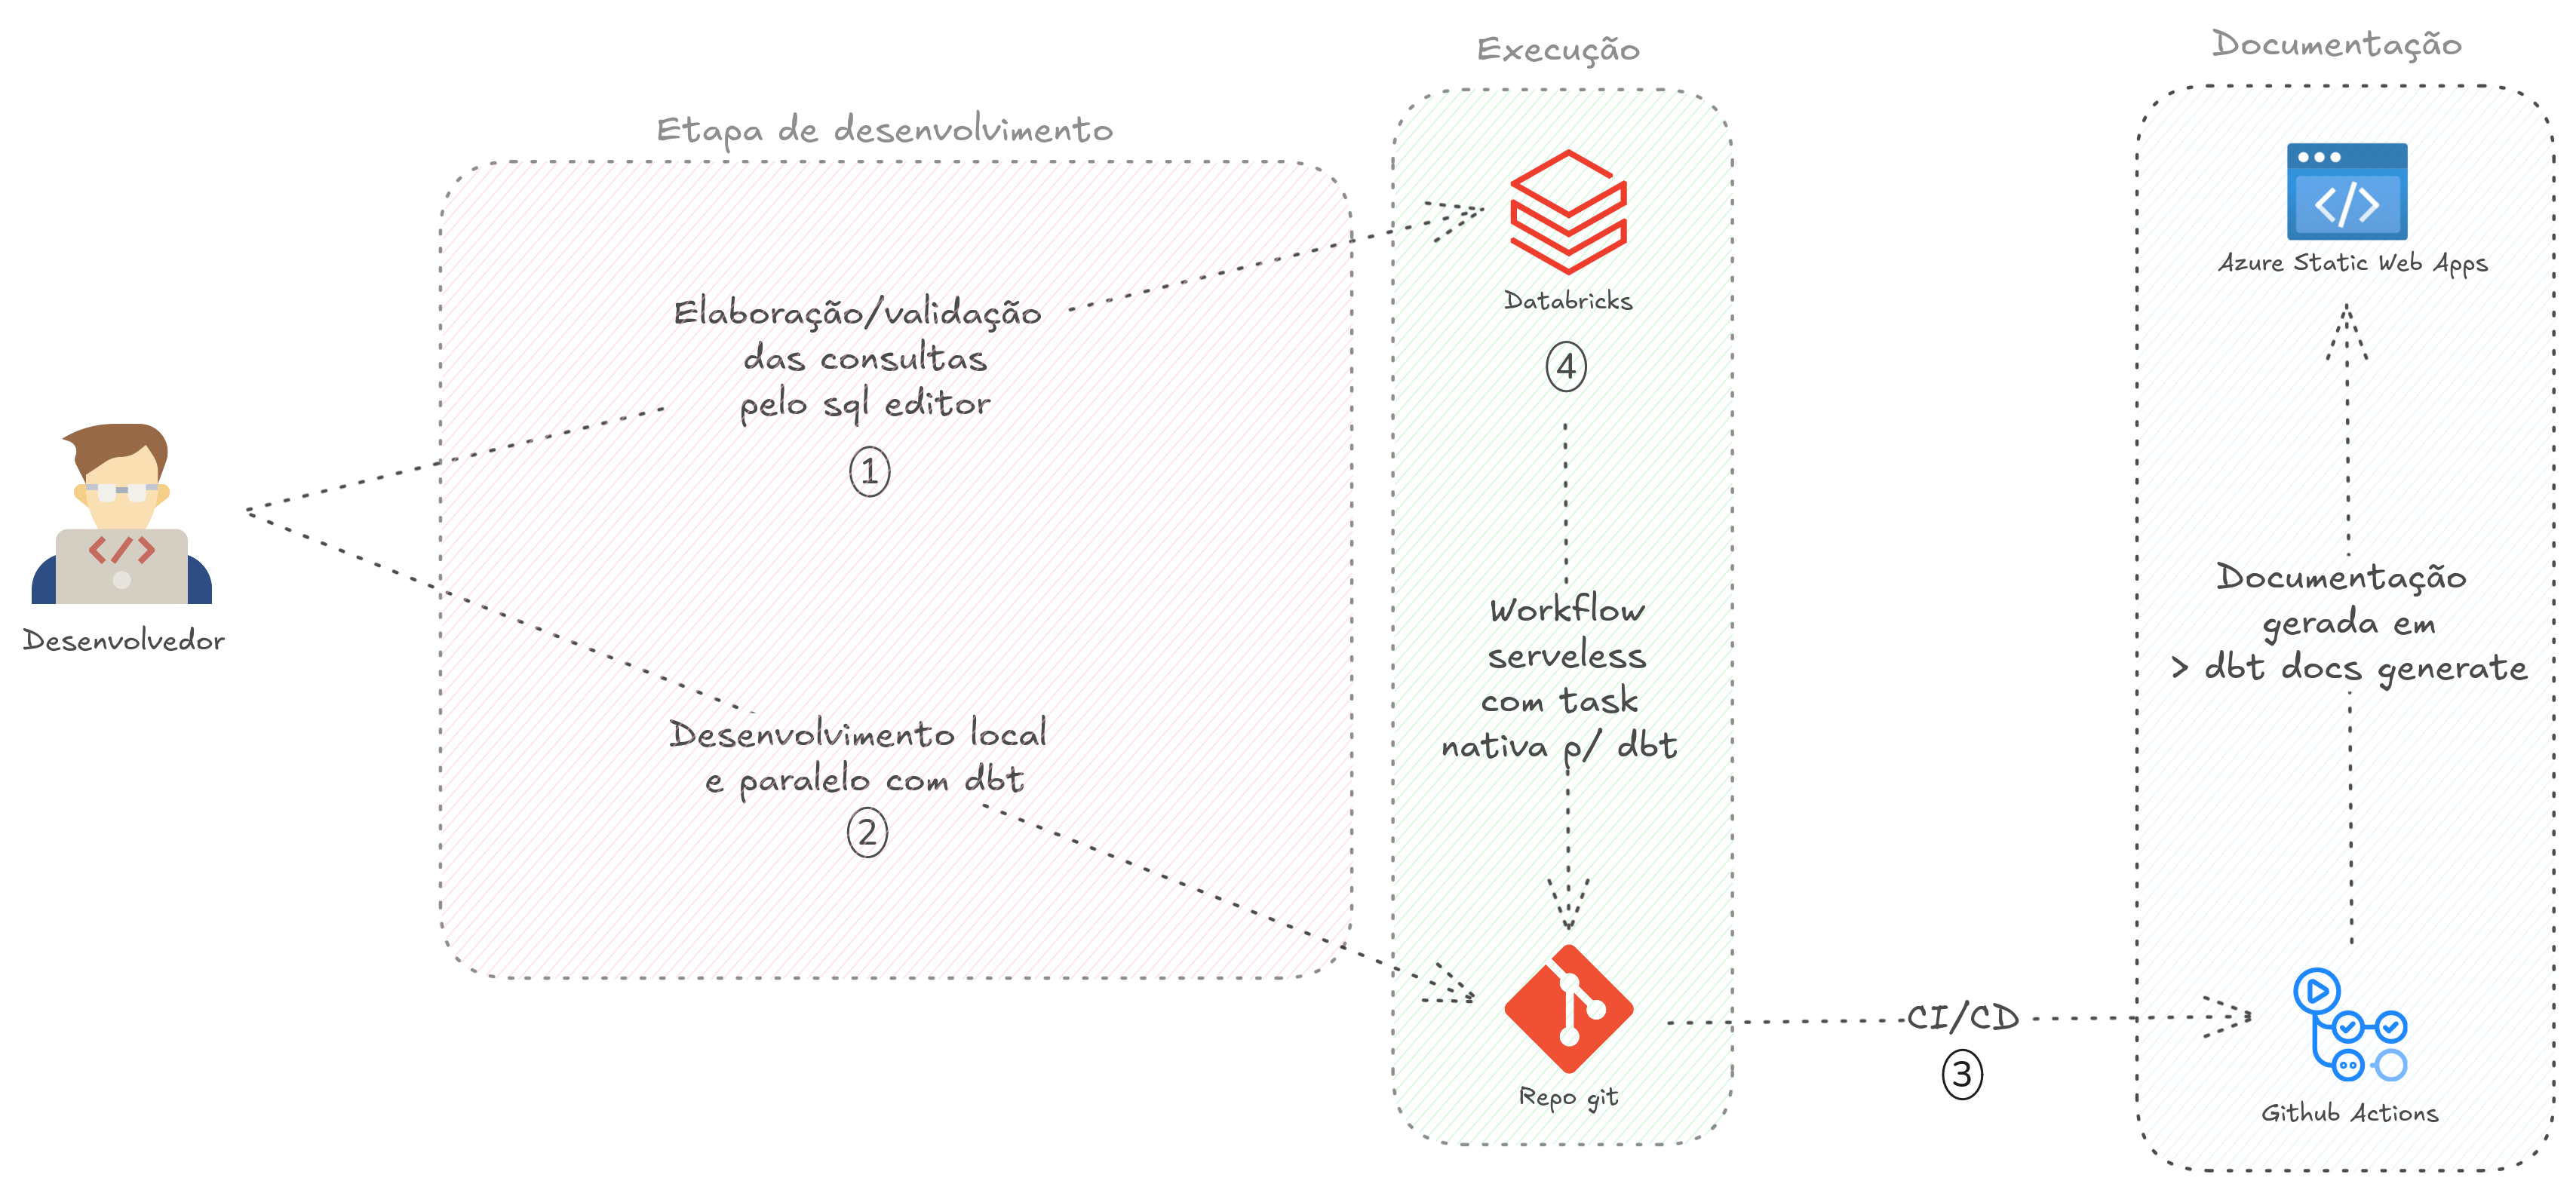 Etapa de desenvolvimento
Execução
Documentação
Desenvolvedor
Elaboração/validação
das consultas
pelo sql editor
1
Desenvolvimento local
e paralelo com dbt
2
Databricks
4
Workflow
serveless
com task
nativa p/ dbt
Repo git
CI/CD
3
Azure Static Web Apps
Documentação
gerada em
> dbt docs generate
Github Actions